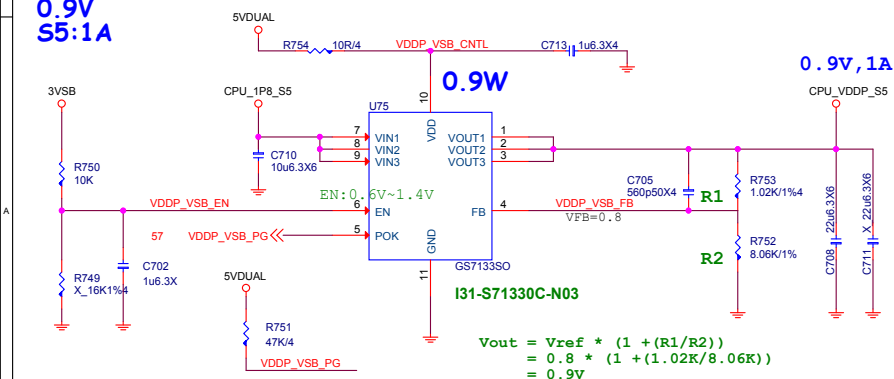 0.9V
S5:1A
5VDUAL
R754
10R/4
VDDP_VSB_CNTL
C713
1u6.3X4
0.9V,1A
CPU_VDDP_S5
3VSB
CPU_1P8_S5
0.9W
U75
10
VDD
7
VIN1
8
VIN2
9
VIN3
VOUT1
1
VOUT2
2
VOUT3
3
C710
10u6.3X6
R750
10K
EN:0.6V~1.4V
C705
560p50X4
R1
R753
1.02K/1%4
VDDP_VSB_EN
6
EN
FB
4
VDDP_VSB_FB
VFB=0.8
A
57
VDDP_VSB_PG
5
POK
GND
11
GS7133SO
R2
R752
8.06K/1%
C708
22u6.3X6
C711
X_22u6.3X6
R749
X_16K1%4
C702
1u6.3X
5VDUAL
I31-S71330C-N03
R751
47K/4
VDDP_VSB_PG
Vout = Vref * (1 +(R1/R2))
= 0.8 * (1 +(1.02K/8.06K))
= 0.9V